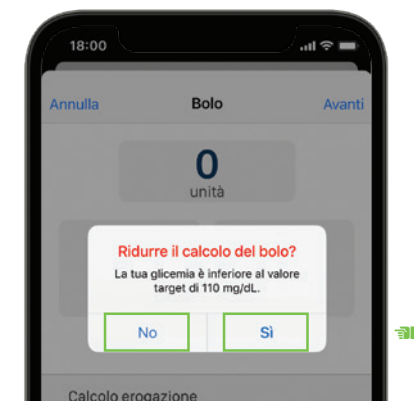 18:00
Annulla Bolo Avanti
0
unità
Ridurre il calcolo del bolo?
La tua glicemia è inferiore al valore
target di 110 mg/dL.
No Sì
Calcolo erogazione